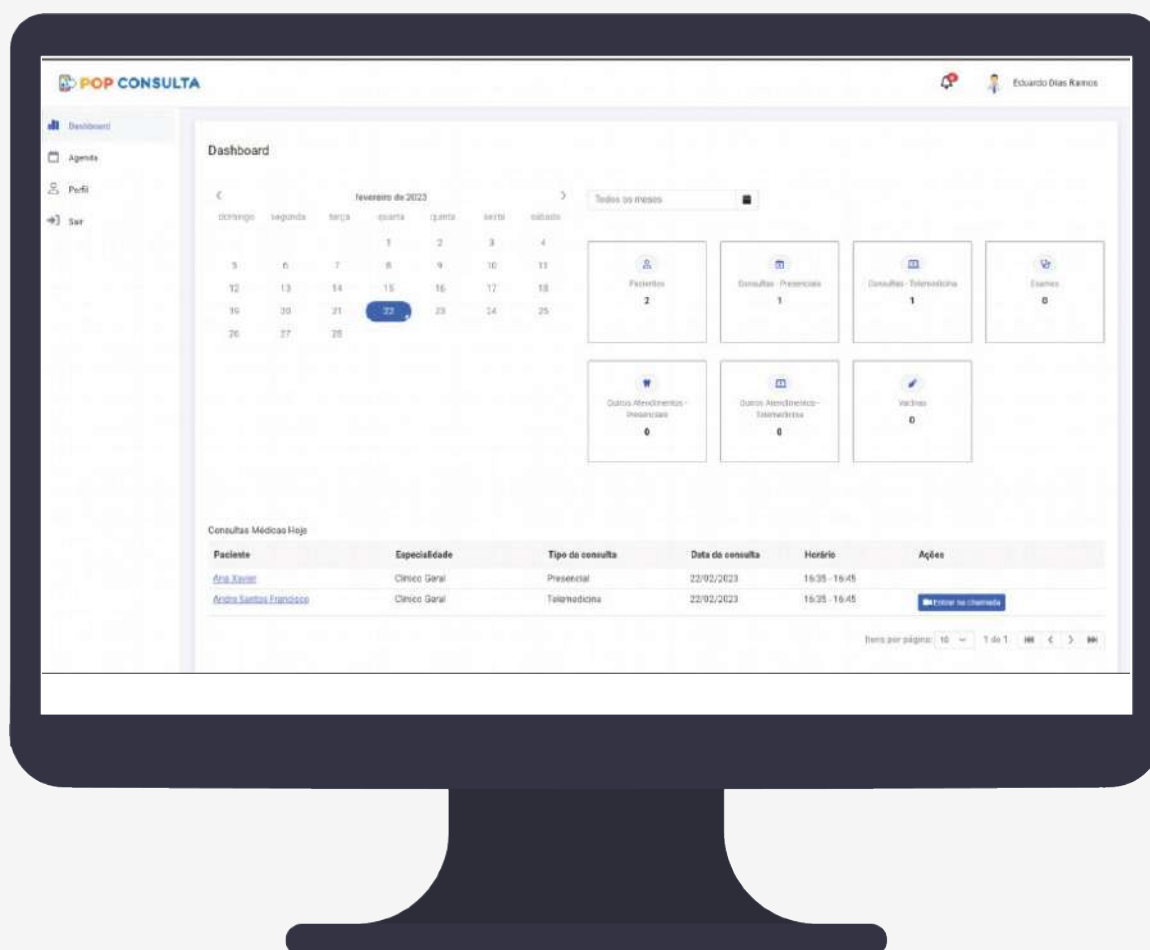 POP CONSULTA
Eduardo Dias Ramos
Dashboard
Agenda
Perfil
Sair
Dashboard
fevereiro de 2023
domingo segunda terça quarta quinta sexta sábado
1 2 3 4
5 6 7 8 9 10 11
12 13 14 15 16 17 18
19 20 21 22 23 24 25
26 27 28
Todos os meses
Pacientes
2
Consultas - Presenciais
1
Consultas - Telemedicina
1
Exames
0
Outros Atendimentos -
Presenciais
0
Outros Atendimentos -
Telemedicina
0
Vacinas
0
Consultas Médicas Hoje
Paciente Especialidade Tipo de consulta Data da consulta Horário Ações
Ana Xavier Clínico Geral Presencial 22/02/2023 16:35 - 16:45
Andre Santos Francisco Clínico Geral Telemedicina 22/02/2023 16:35 - 16:45 Entrar na chamada
Itens por página: 10 1 de 1